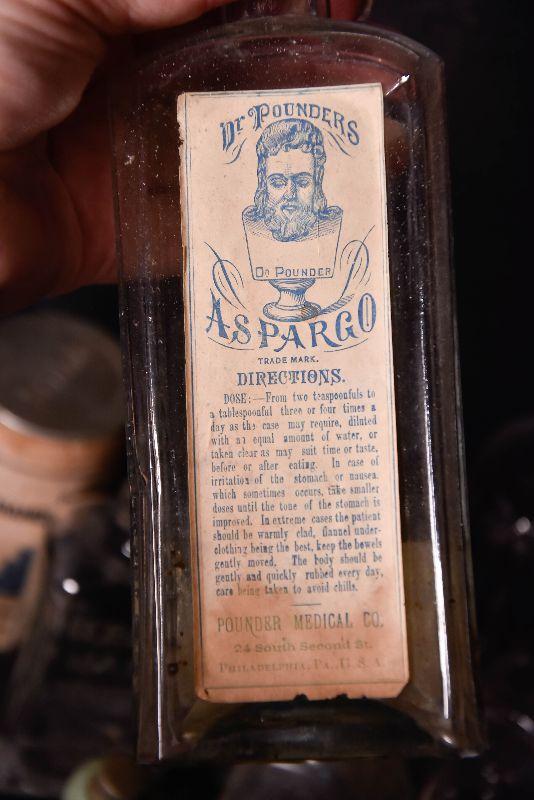 Dr POUNDERS
Dr POUNDER
ASPARGO
TRADE MARK.
DIRECTIONS.
DOSE:—From two teaspoonfuls to
a tablespoonful three or four times a
day as the case may require, diluted
with an equal amount of water, or
taken clear as may suit time or taste,
before or after eating. In case of
irritation of the stomach or nausea.
which sometimes occurs, take smaller
doses until the tone of the stomach is
improved. In extreme cases the patient
should be warmly clad, flannel under-
clothing being the best, keep the bowels
gently moved. The body should be
gently and quickly rubbed every day,
care being taken to avoid chills.
POUNDER MEDICAL CO.
24 South Second St.
PHILADELPHIA, PA., U.S.A.